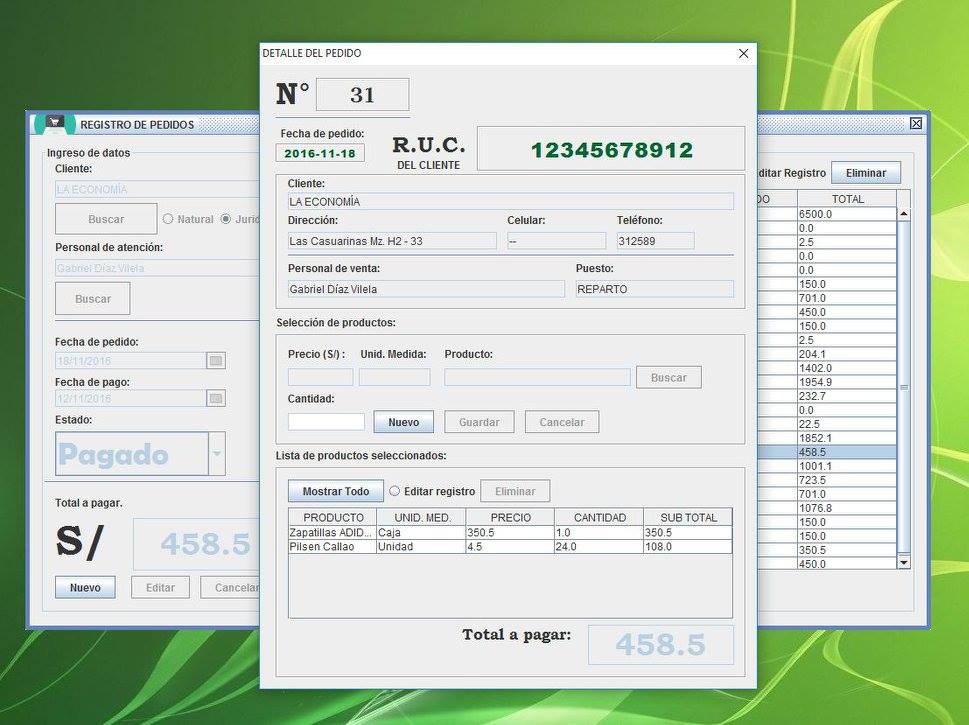 DETALLE DEL PEDIDO
N° 31
Fecha de pedido:
2016-11-18
R.U.C.
DEL CLIENTE
12345678912
Cliente:
LA ECONOMÍA
Dirección: Celular: Teléfono:
Las Casuarinas Mz. H2 - 33 -- 312589
Personal de venta: Puesto:
Gabriel Díaz Vilela REPARTO
Selección de productos:
Precio (S/) : Unid. Medida: Producto:
Buscar
Cantidad:
Nuevo Guardar Cancelar
Lista de productos seleccionados:
Mostrar Todo Editar registro Eliminar
PRODUCTO UNID. MED. PRECIO CANTIDAD SUB TOTAL
Zapatillas ADID... Caja 350.5 1.0 350.5
Pilsen Callao Unidad 4.5 24.0 108.0
Total a pagar: 458.5
REGISTRO DE PEDIDOS
Ingreso de datos
Cliente:
LA ECONOMÍA
Buscar Natural Juríd
Personal de atención:
Gabriel Díaz Vilela
Buscar
Fecha de pedido:
18/11/2016
Fecha de pago:
12/11/2016
Estado:
Pagado
Total a pagar.
S/ 458.5
Nuevo Editar Cancelar
ditar Registro Eliminar
DO TOTAL
6500.0
0.0
2.5
0.0
0.0
150.0
701.0
450.0
150.0
2.5
204.1
1402.0
1954.9
232.7
0.0
22.5
1852.1
458.5
1001.1
723.5
701.0
1076.8
150.0
150.0
350.5
450.0